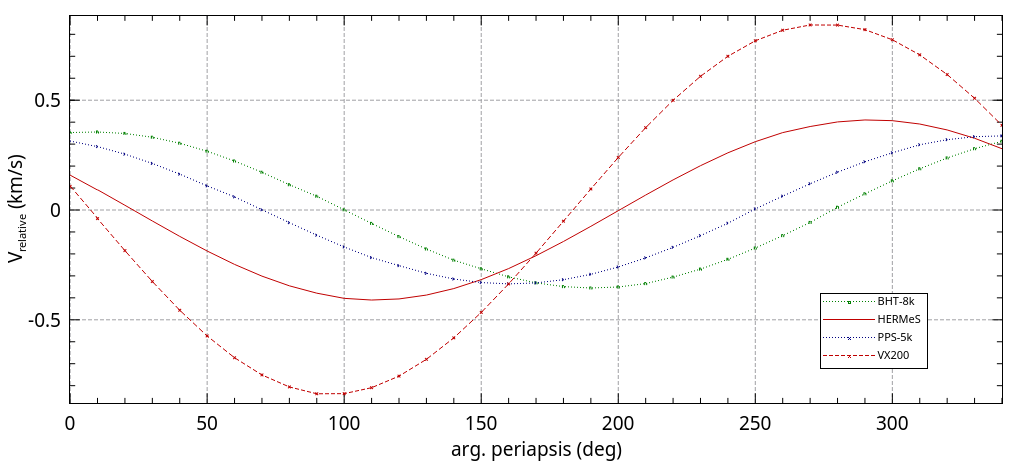 0.5
0
-0.5
V relative (km/s)
BHT-8k
HERMeS
PPS-5k
VX200
0 50 100 150 200 250 300
arg. periapsis (deg)